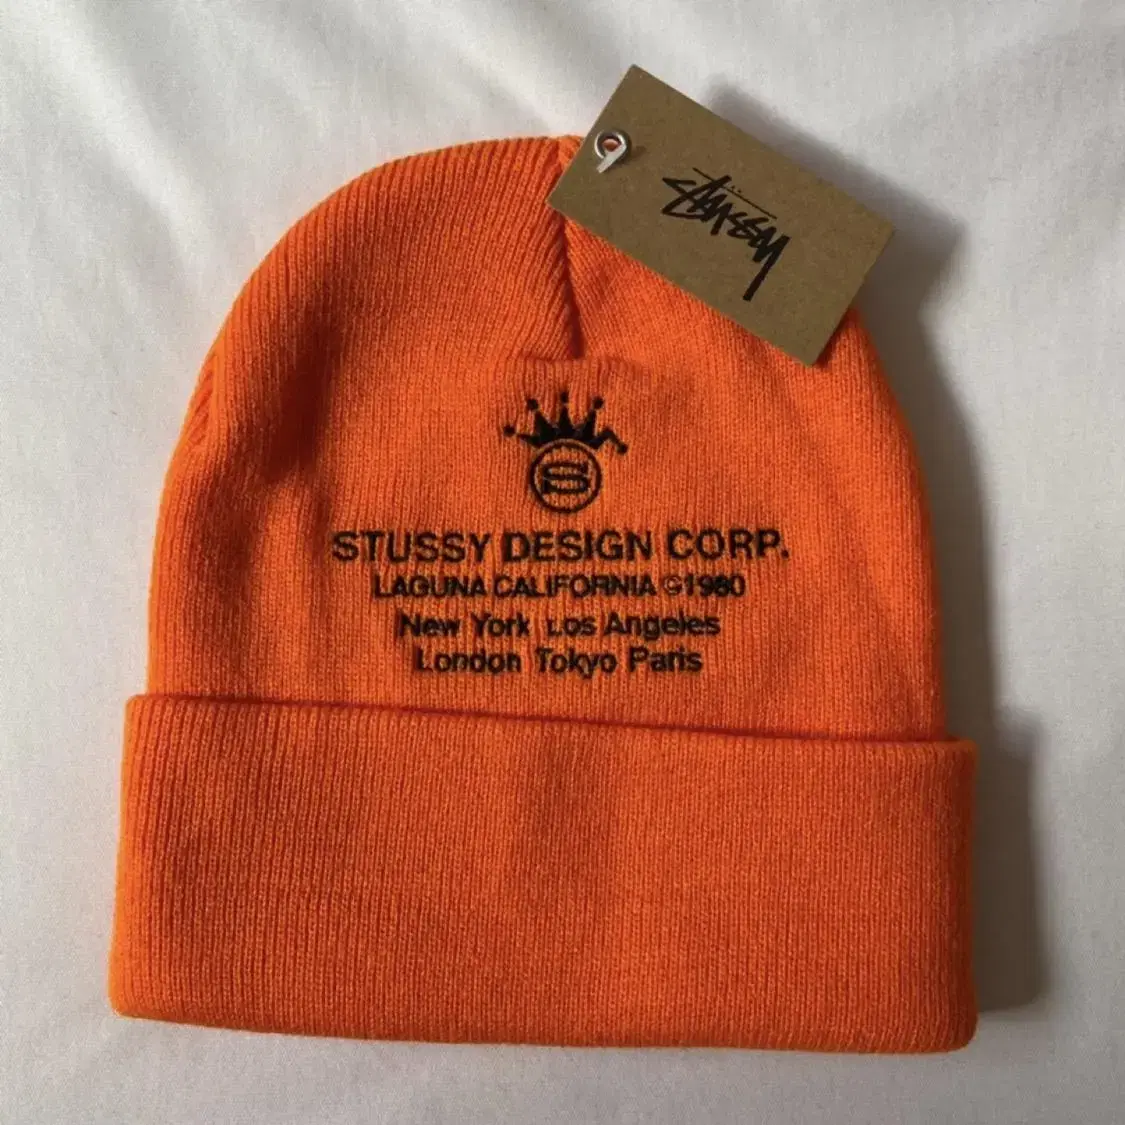 Stüssy
S
STUSSY DESIGN CORP.
LAGUNA CALIFORNIA ©1980
New York Los Angeles
London Tokyo Paris